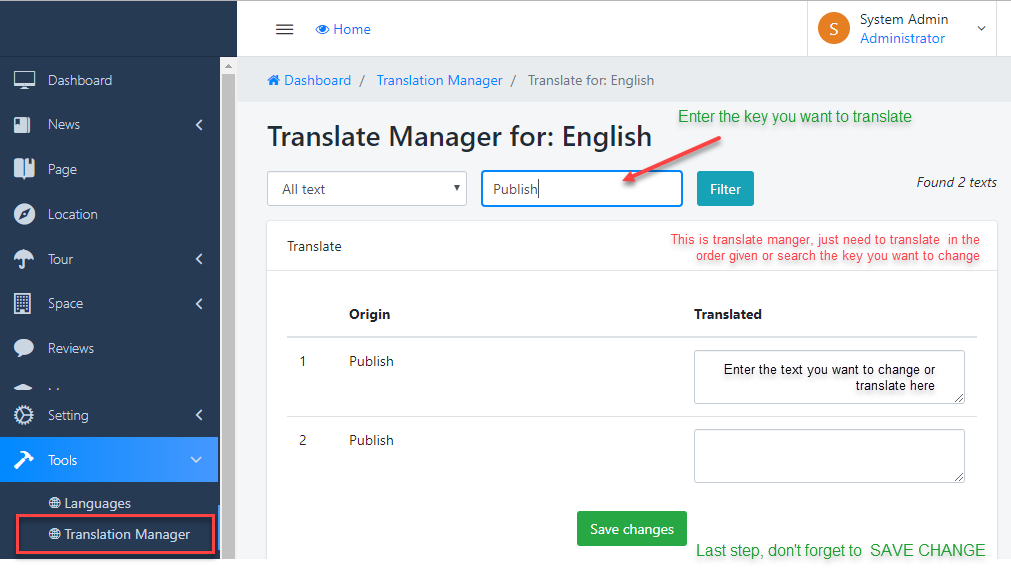 Home
S
System Admin
Administrator
Dashboard
News
Page
Location
Tour
Space
Reviews
Setting
Tools
Languages
Translation Manager
Dashboard / Translation Manager / Translate for: English
Enter the key you want to translate
Translate Manager for: English
All text
Publish
Filter
Found 2 texts
Translate
This is translate manger, just need to translate in the
order given or search the key you want to change
Origin Translated
1 Publish
Enter the text you want to change or
translate here
2 Publish
Save changes
Last step, don't forget to SAVE CHANGE